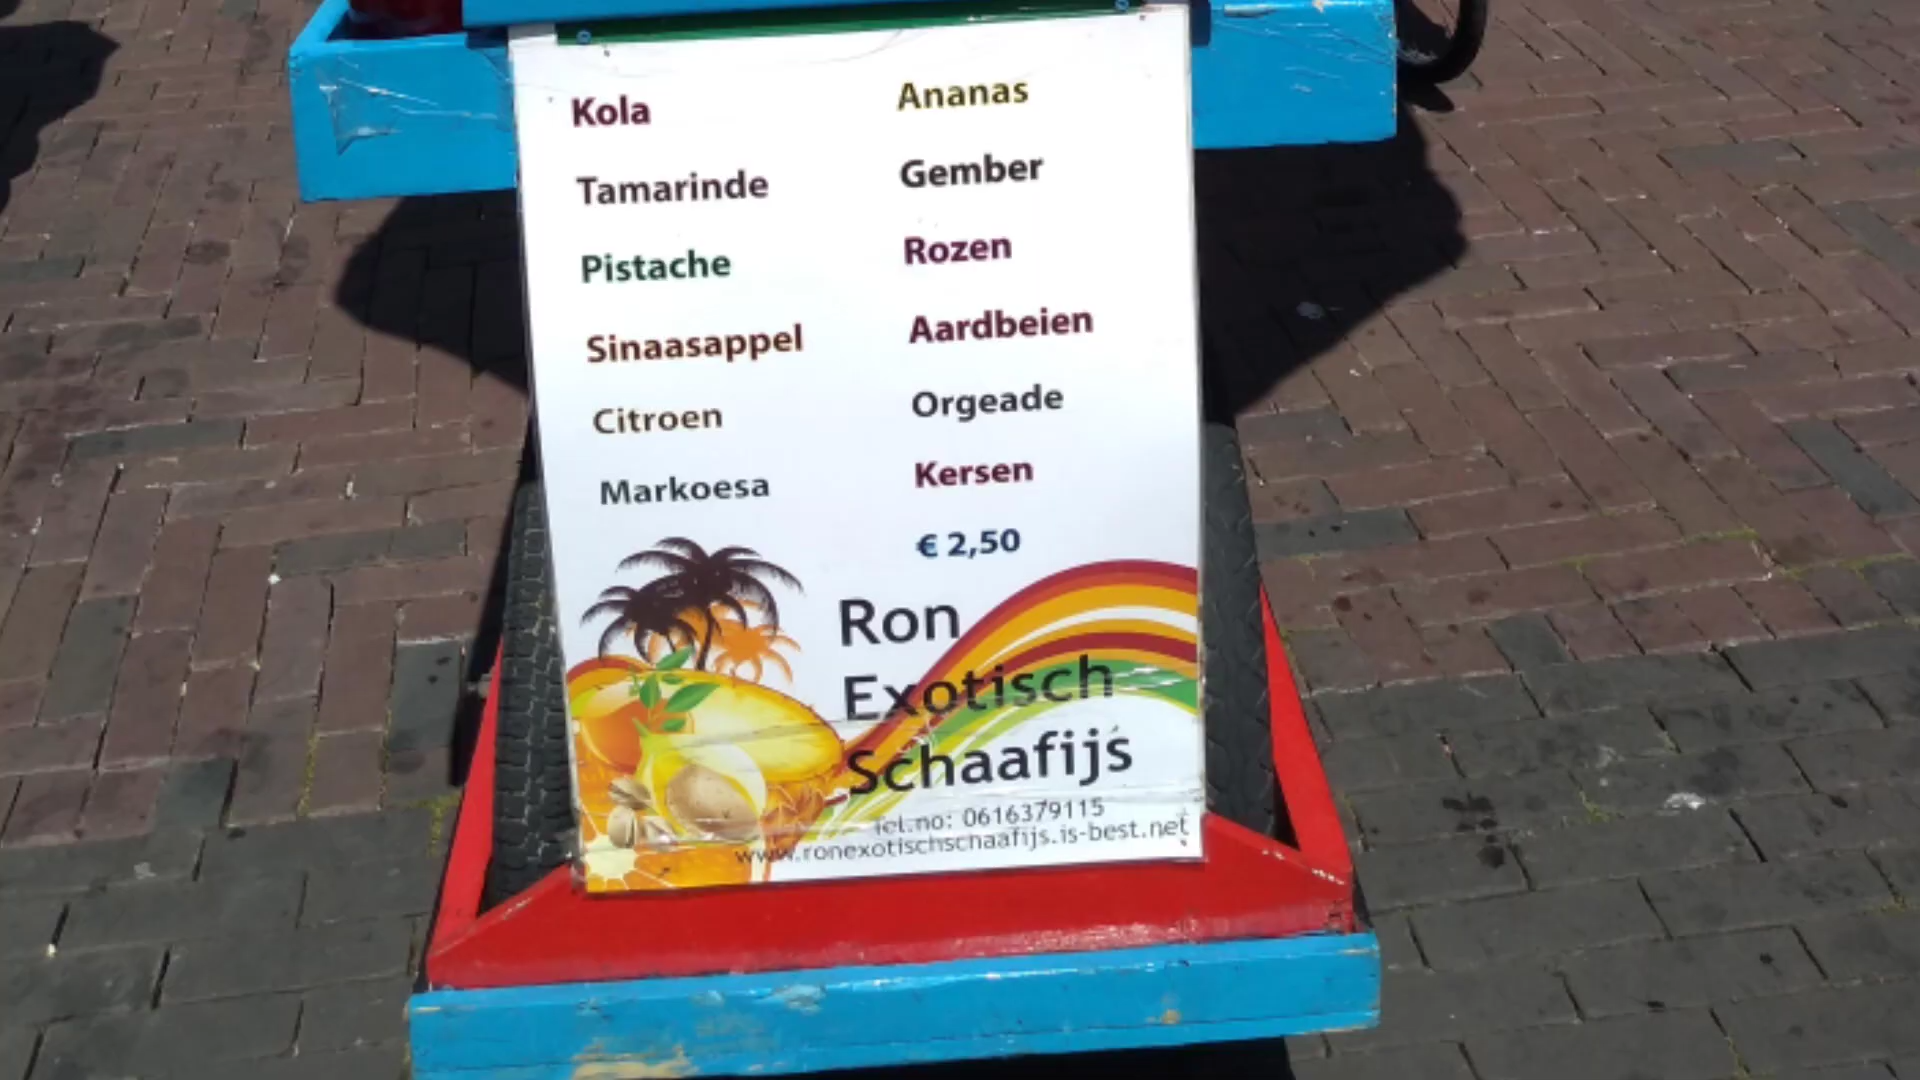 Kola
Tamarinde
Pistache
Sinaasappel
Citroen
Markoesa
Ananas
Gember
Rozen
Aardbeien
Orgeade
Kersen
€ 2,50
Ron
Exotisch
Schaafijs
Tel.no: 0616379115
www.ronexotischschaafijs.is-best.net